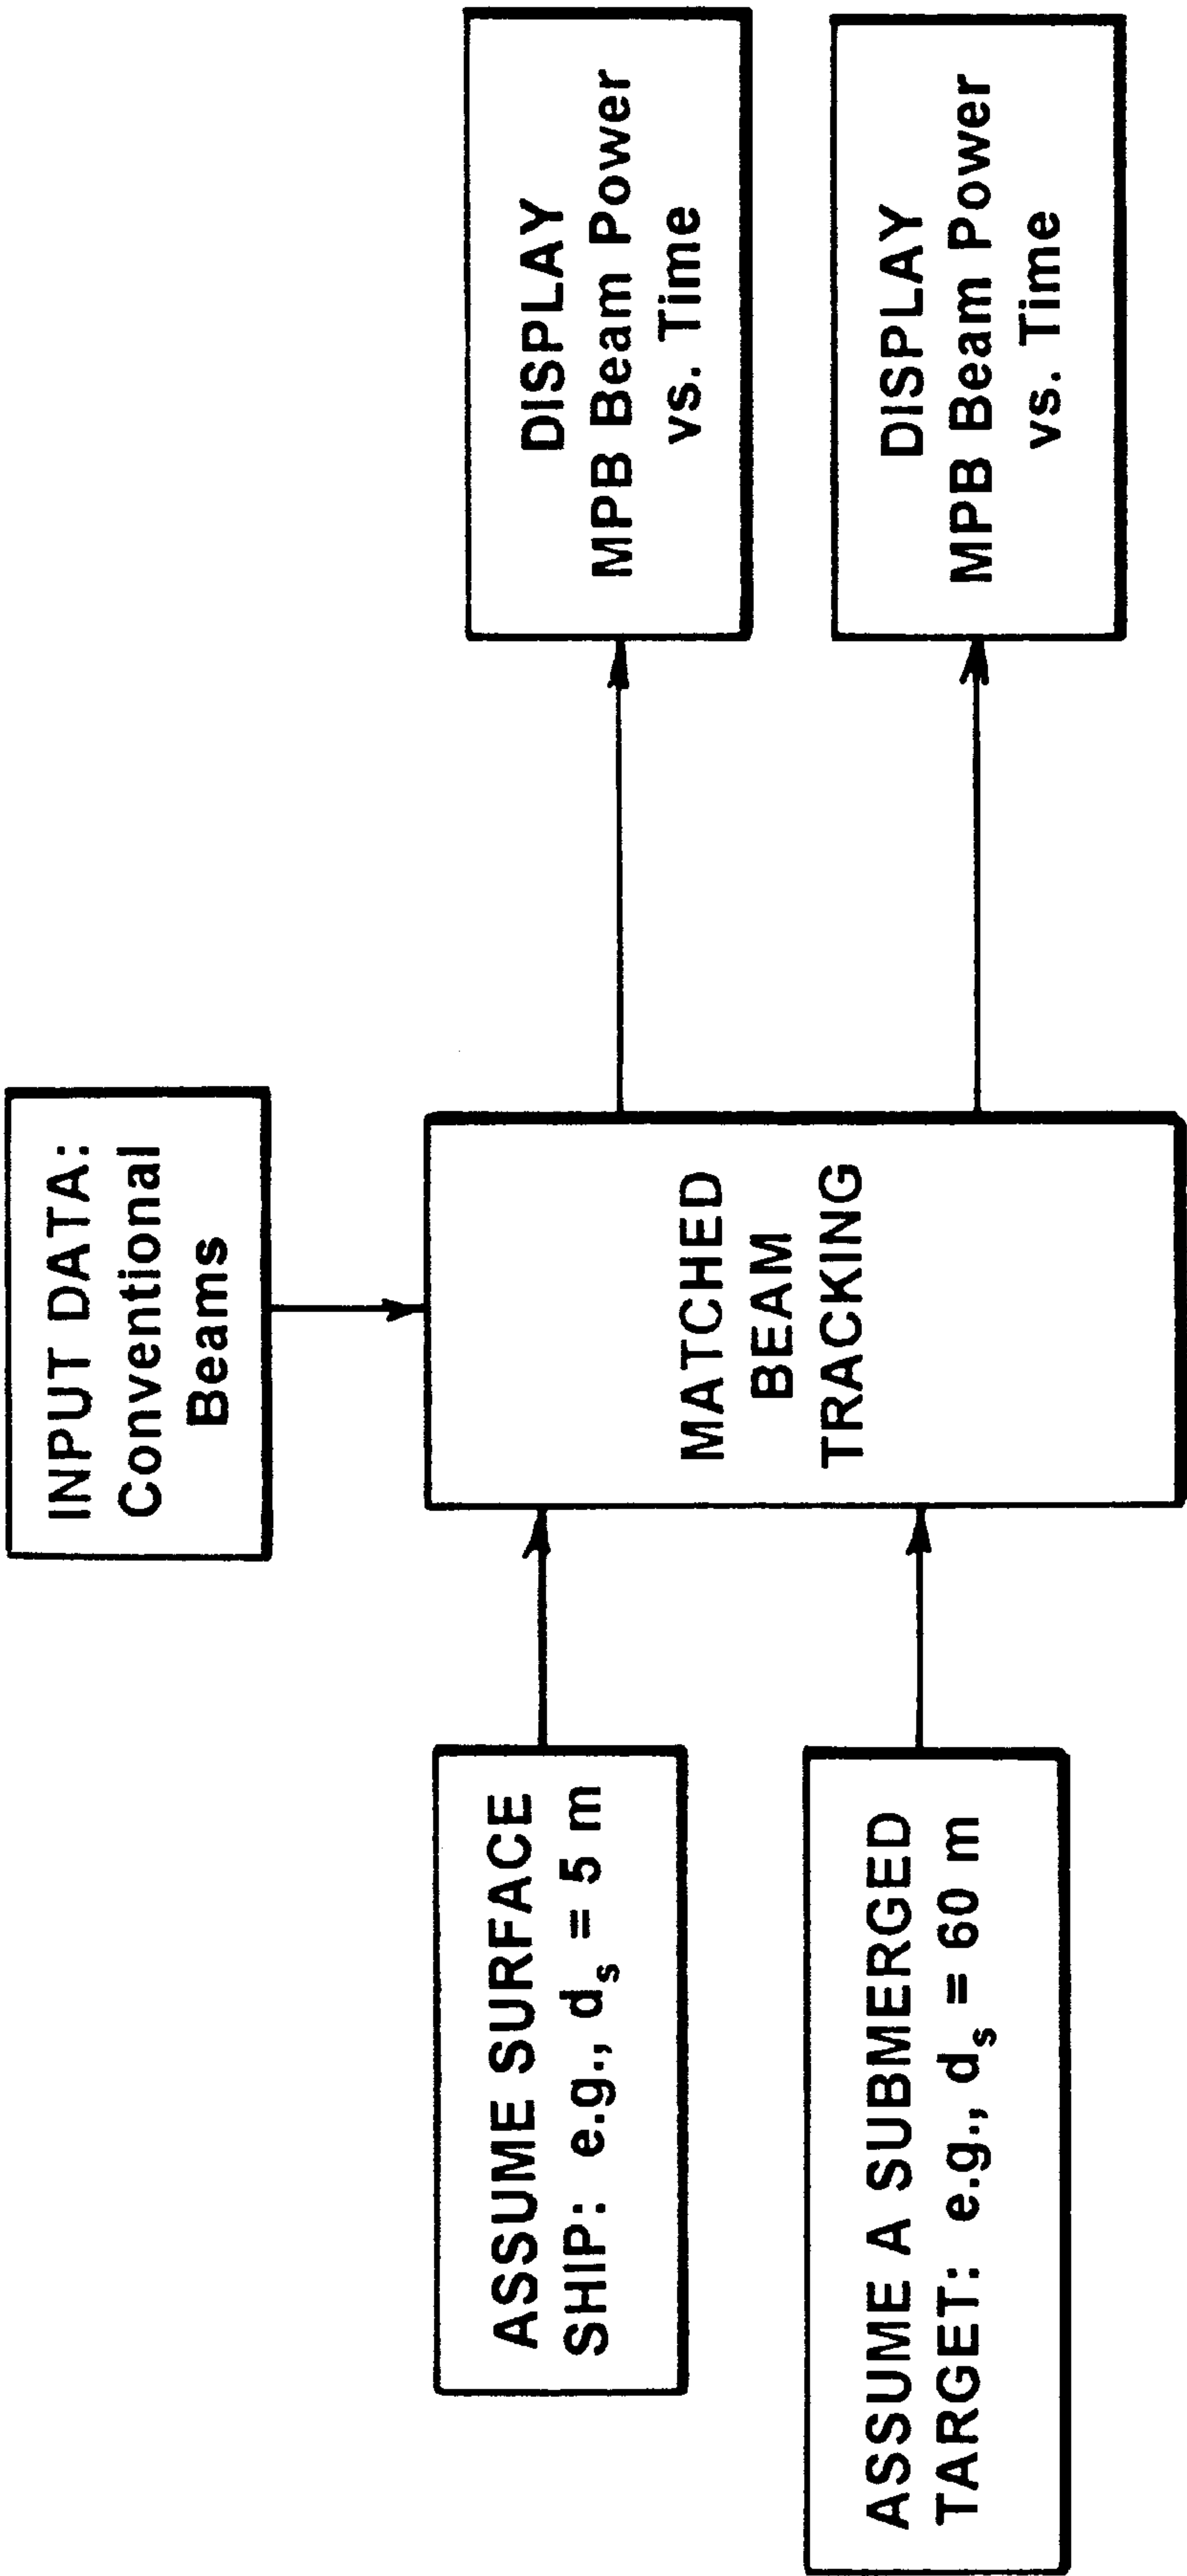 INPUT DATA:
Conventional
Beams
ASSUME SURFACE
SHIP: e.g., dₛ = 5 m
ASSUME A SUBMERGED
TARGET: e.g., dₛ = 60 m
MATCHED
BEAM
TRACKING
DISPLAY
MPB Beam Power
vs. Time
DISPLAY
MPB Beam Power
vs. Time